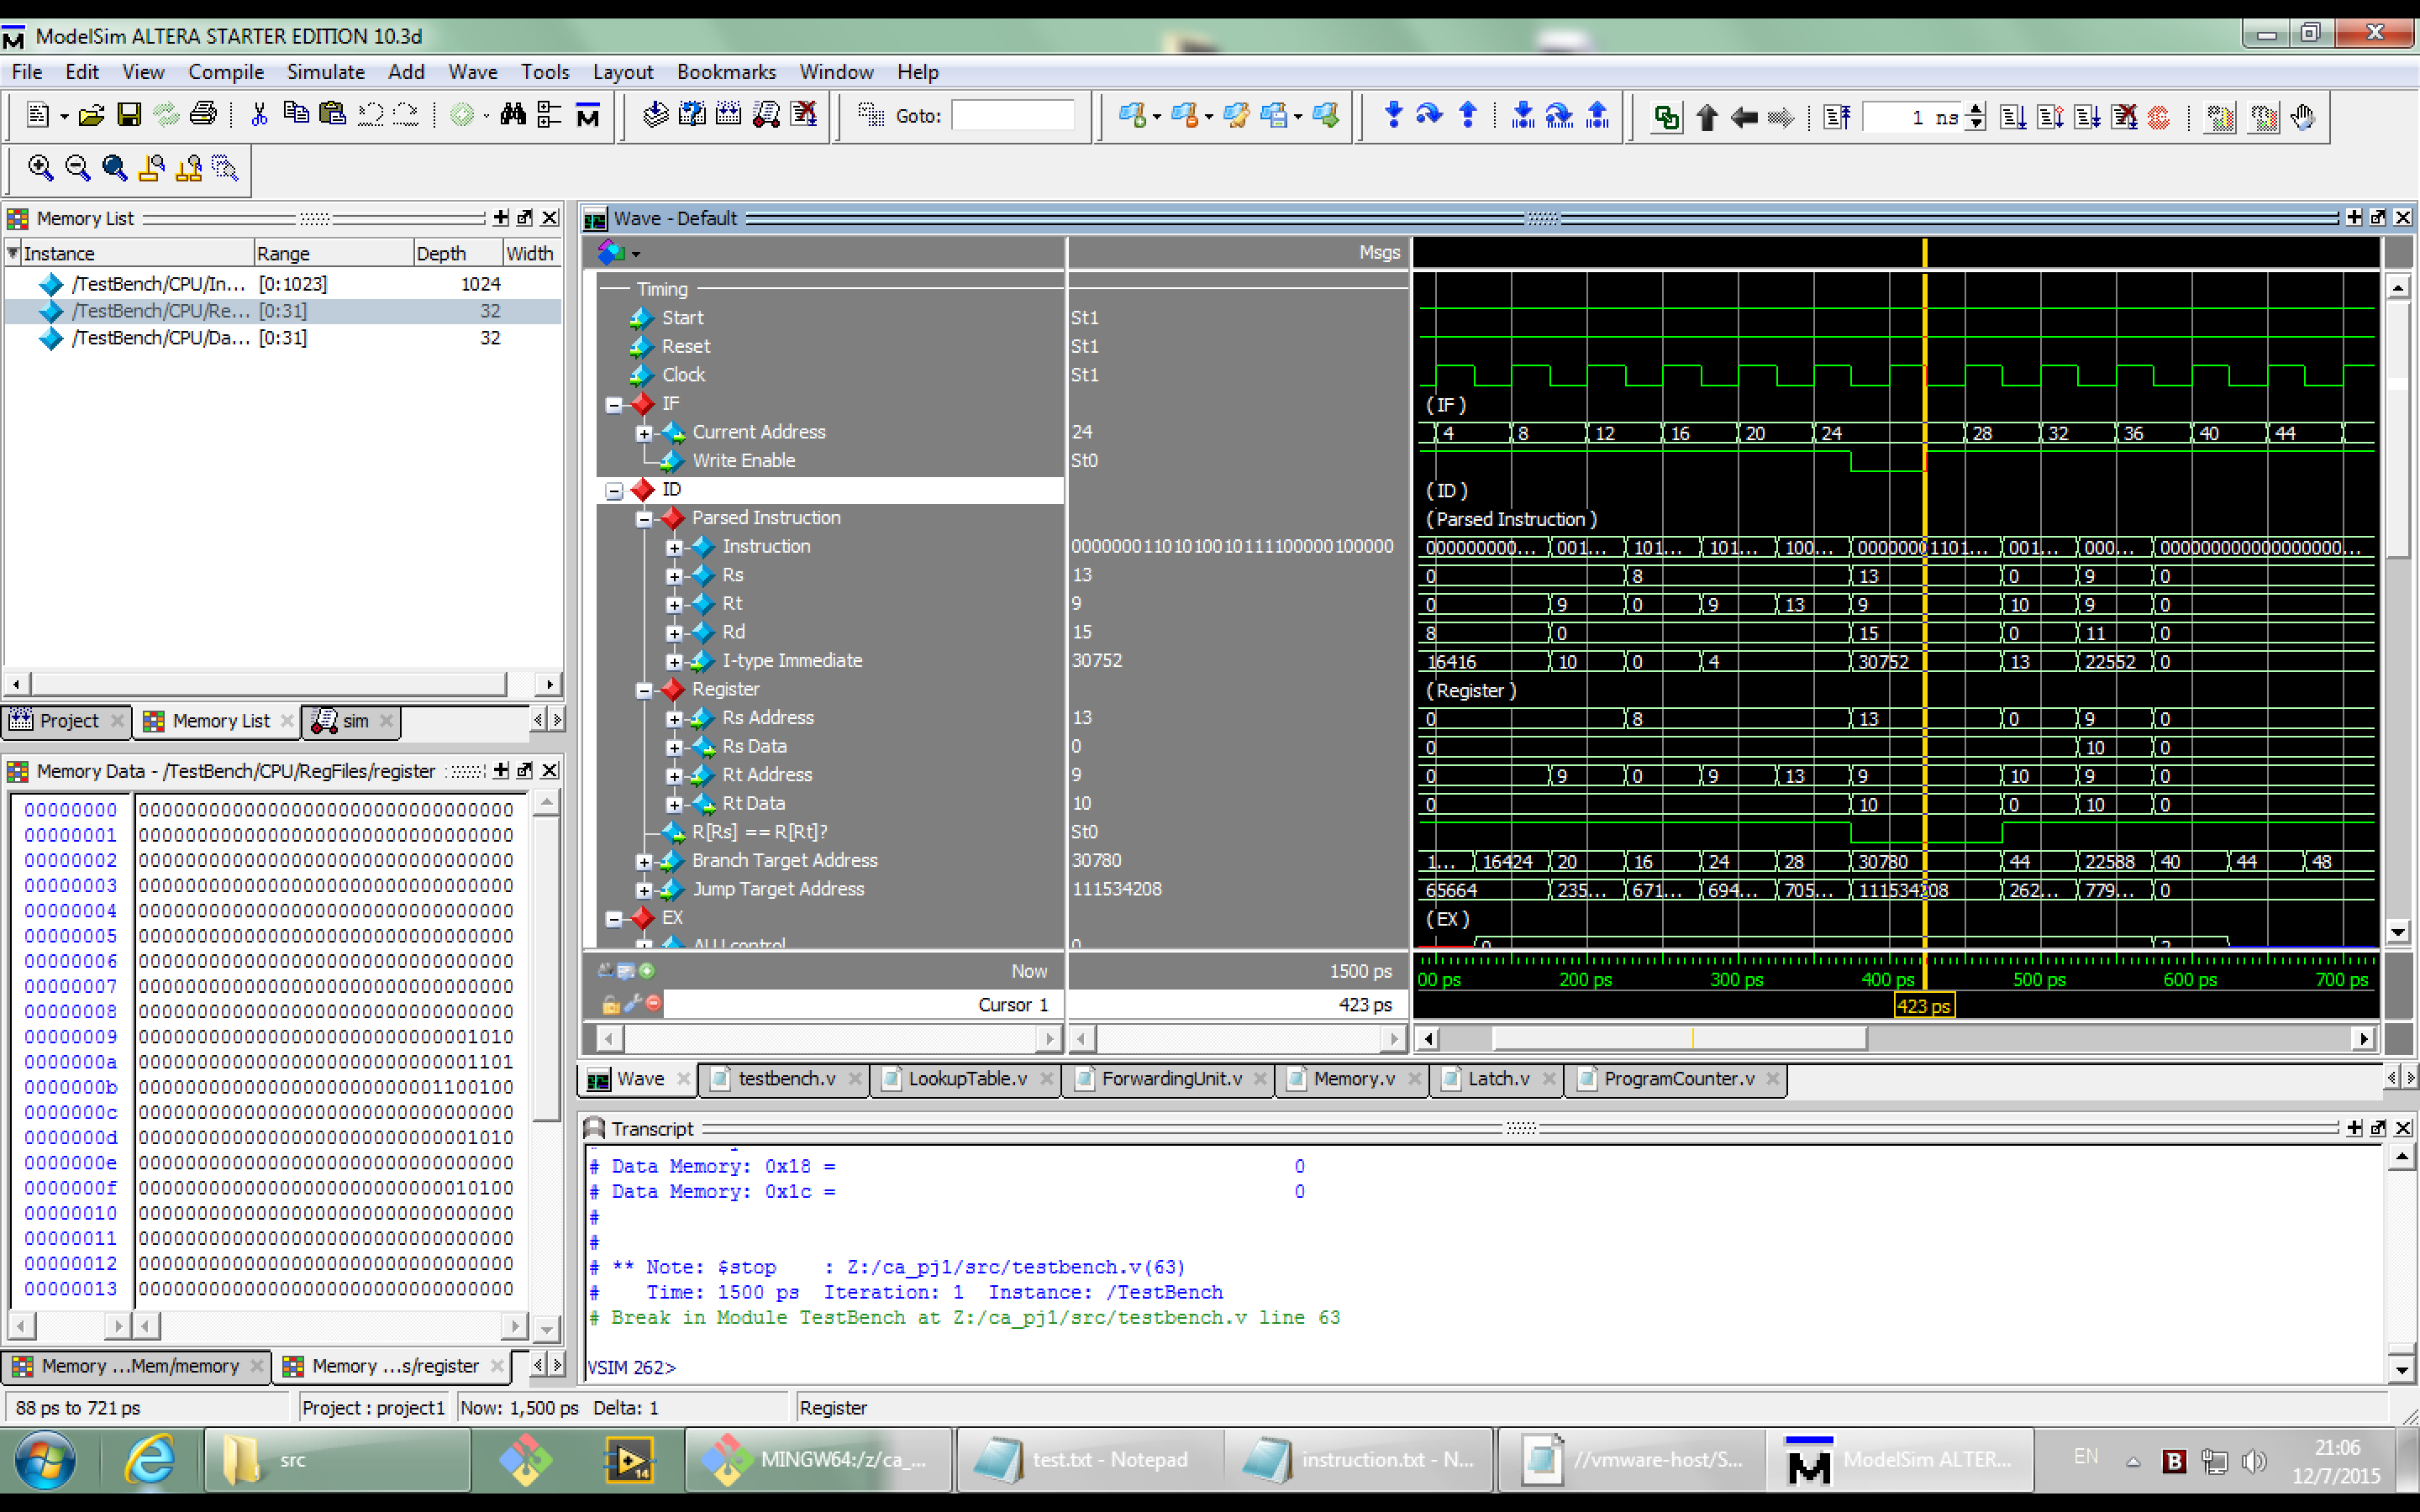 ModelSim ALTERA STARTER EDITION 10.3d
File Edit View Compile Simulate Add Wave Tools Layout Bookmarks Window Help
Goto: 1 ns
Memory List
Instance Range Depth Width
/TestBench/CPU/In... [0:1023] 1024
/TestBench/CPU/Re... [0:31] 32
/TestBench/CPU/Da... [0:31] 32
Project Memory List sim
Memory Data - /TestBench/CPU/RegFiles/register
00000000 00000000000000000000000000000000
00000001 00000000000000000000000000000000
00000002 00000000000000000000000000000000
00000003 00000000000000000000000000000000
00000004 00000000000000000000000000000000
00000005 00000000000000000000000000000000
00000006 00000000000000000000000000000000
00000007 00000000000000000000000000000000
00000008 00000000000000000000000000000000
00000009 00000000000000000000000000001010
0000000a 00000000000000000000000000001101
0000000b 00000000000000000000000001100100
0000000c 00000000000000000000000000000000
0000000d 00000000000000000000000000001010
0000000e 00000000000000000000000000000000
0000000f 00000000000000000000000000010100
00000010 00000000000000000000000000000000
00000011 00000000000000000000000000000000
00000012 00000000000000000000000000000000
00000013 00000000000000000000000000000000
Memory ...Mem/memory Memory ...s/register
Wave - Default
Msgs
Timing
Start St1
Reset St1
Clock St1
IF (IF)
Current Address 24 4 8 12 16 20 24 28 32 36 40 44
Write Enable St0
ID (ID)
Parsed Instruction (Parsed Instruction)
Instruction 00000001101010010111100000100000 000000000... 001... 101... 101... 100... 00000001101... 001... 000... 000000000000000000...
Rs 13 0 8 13 0 9 0
Rt 9 0 9 0 9 13 9 10 9 0
Rd 15 8 0 15 0 11 0
I-type Immediate 30752 16416 10 0 4 30752 13 22552 0
Register (Register)
Rs Address 13 0 8 13 0 9 0
Rs Data 0 0 10 0
Rt Address 9 0 9 0 9 13 9 10 9 0
Rt Data 10 0 10 0 10 0
R[Rs] == R[Rt]? St0
Branch Target Address 30780 1... 16424 20 16 24 28 30780 44 22588 40 44 48
Jump Target Address 111534208 65664 235... 671... 694... 705... 111534208 262... 779... 0
EX (EX)
ALU control 0 0 2
Now 1500 ps 00 ps 200 ps 300 ps 400 ps 500 ps 600 ps 700 ps
Cursor 1 423 ps 423 ps
Wave testbench.v LookupTable.v ForwardingUnit.v Memory.v Latch.v ProgramCounter.v
Transcript
# Data Memory: 0x18 = 0
# Data Memory: 0x1c = 0
#
#
# ** Note: $stop : Z:/ca_pj1/src/testbench.v(63)
# Time: 1500 ps Iteration: 1 Instance: /TestBench
# Break in Module TestBench at Z:/ca_pj1/src/testbench.v line 63
VSIM 262>
88 ps to 721 ps Project : project1 Now: 1,500 ps Delta: 1 Register
src MINGW64:/z/ca_... test.txt - Notepad instruction.txt - N... //vmware-host/S... ModelSim ALTER... EN 21:06
12/7/2015